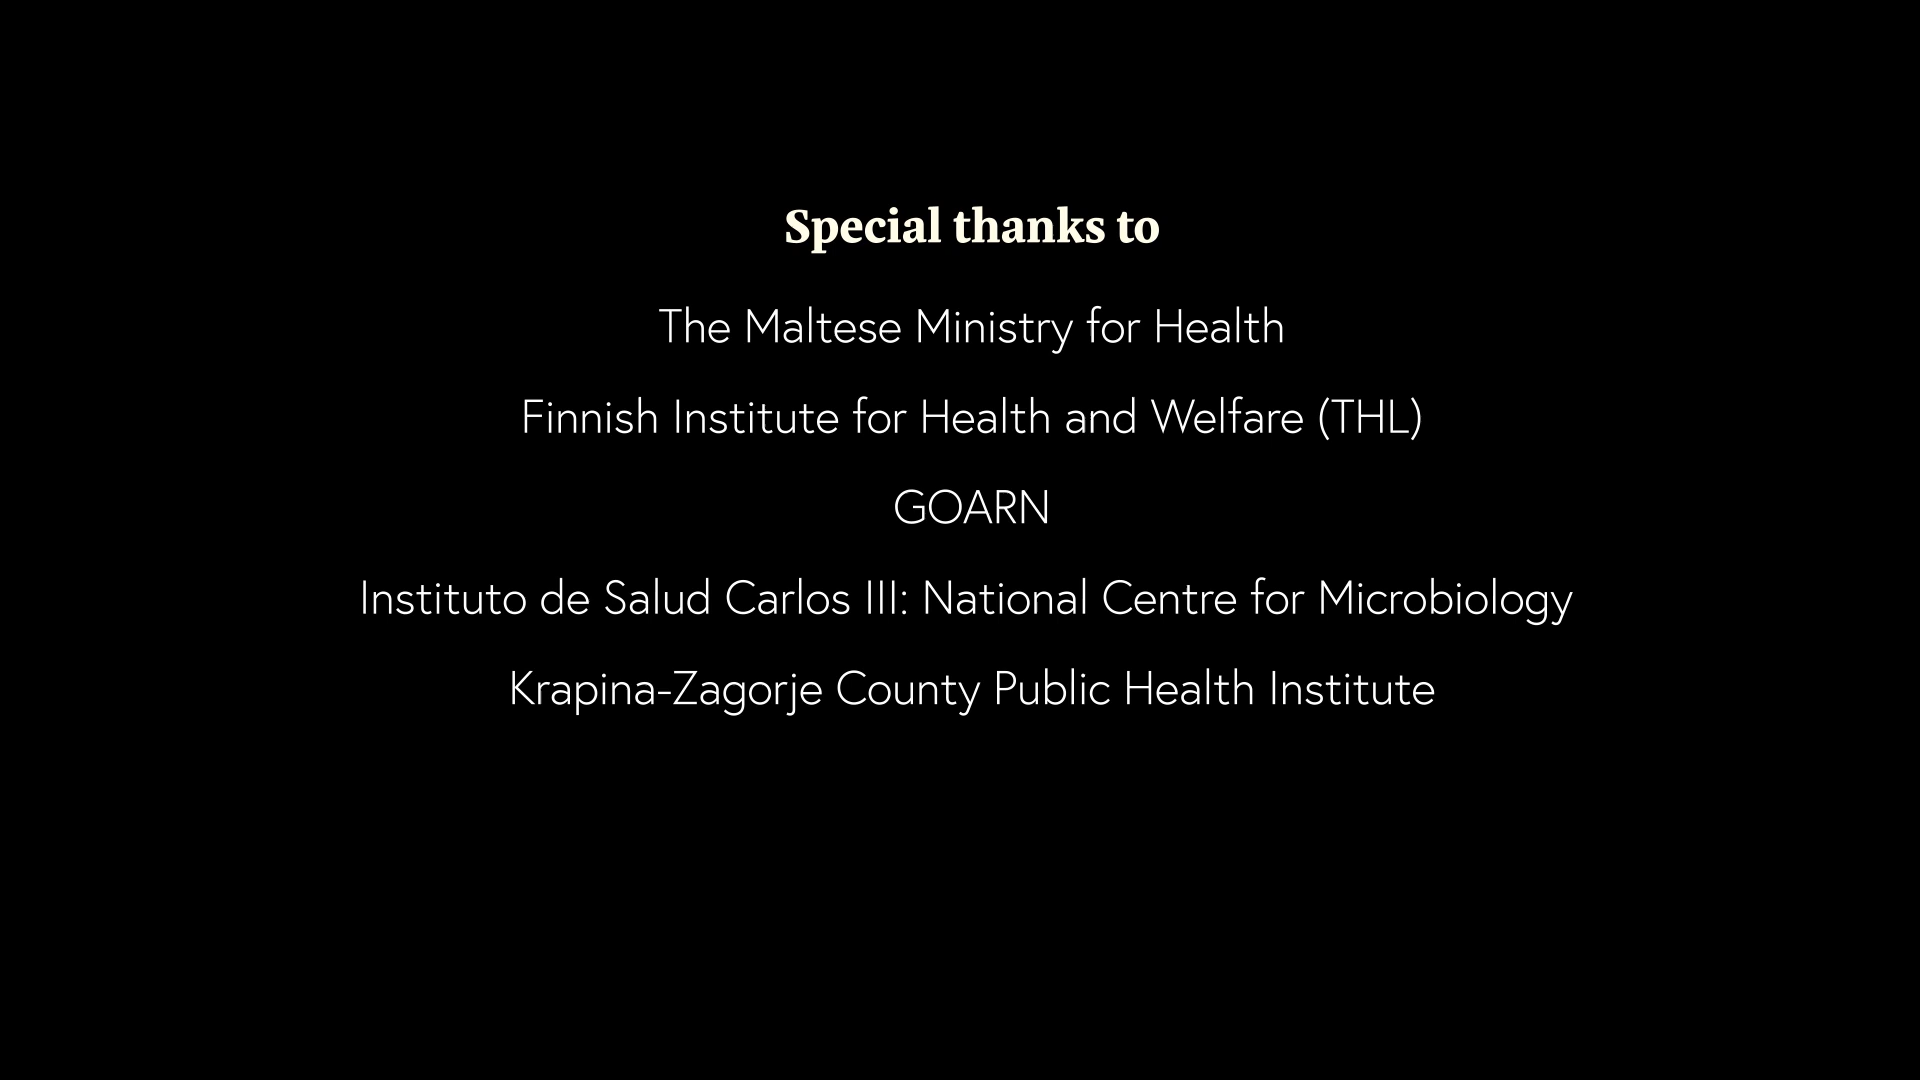 Special thanks to
The Maltese Ministry for Health
Finnish Institute for Health and Welfare (THL)
GOARN
Instituto de Salud Carlos III: National Centre for Microbiology
Krapina-Zagorje County Public Health Institute